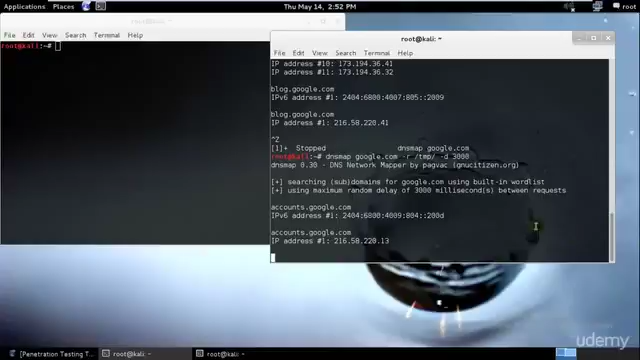 Applications Places
Thu May 14, 2:52 PM
root
File Edit View Search Terminal Help
root@kali:~#
root@kali: ~
File Edit View Search Terminal Help
IP address #10: 173.194.36.41
IP address #11: 173.194.36.32
blog.google.com
IPv6 address #1: 2404:6800:4007:805::2009
blog.google.com
IP address #1: 216.58.220.41
^Z
[1]+ Stopped dnsmap google.com
root@kali:~# dnsmap google.com -r /tmp/ -d 3000
dnsmap 0.30 - DNS Network Mapper by pagvac (gnucitizen.org)
[+] searching (sub)domains for google.com using built-in wordlist
[+] using maximum random delay of 3000 millisecond(s) between requests
accounts.google.com
IPv6 address #1: 2404:6800:4009:804::200d
accounts.google.com
IP address #1: 216.58.220.13
udemy
[Penetration Testing T
root@kali: ~
root@kali: ~